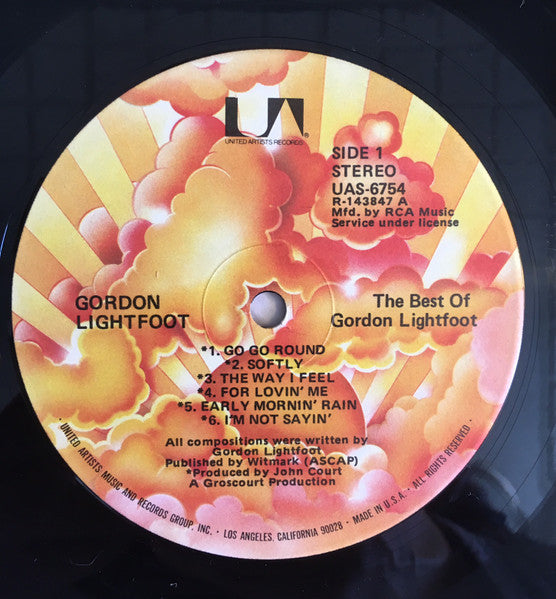 UA
UNITED ARTISTS RECORDS ®
SIDE 1
STEREO
UAS-6754
R-143847 A
Mfd. by RCA Music
Service under license
GORDON
LIGHTFOOT
The Best Of
Gordon Lightfoot
*1. GO GO ROUND
*2. SOFTLY
*3. THE WAY I FEEL
*4. FOR LOVIN' ME
*5. EARLY MORNIN' RAIN
*6. I'M NOT SAYIN'
All compositions were written by
Gordon Lightfoot
Published by Witmark (ASCAP)
*Produced by John Court
A Groscourt Production
· UNITED ARTISTS MUSIC AND RECORDS GROUP, INC. · LOS ANGELES, CALIFORNIA 90028 · MADE IN U.S.A. · ALL RIGHTS RESERVED ·